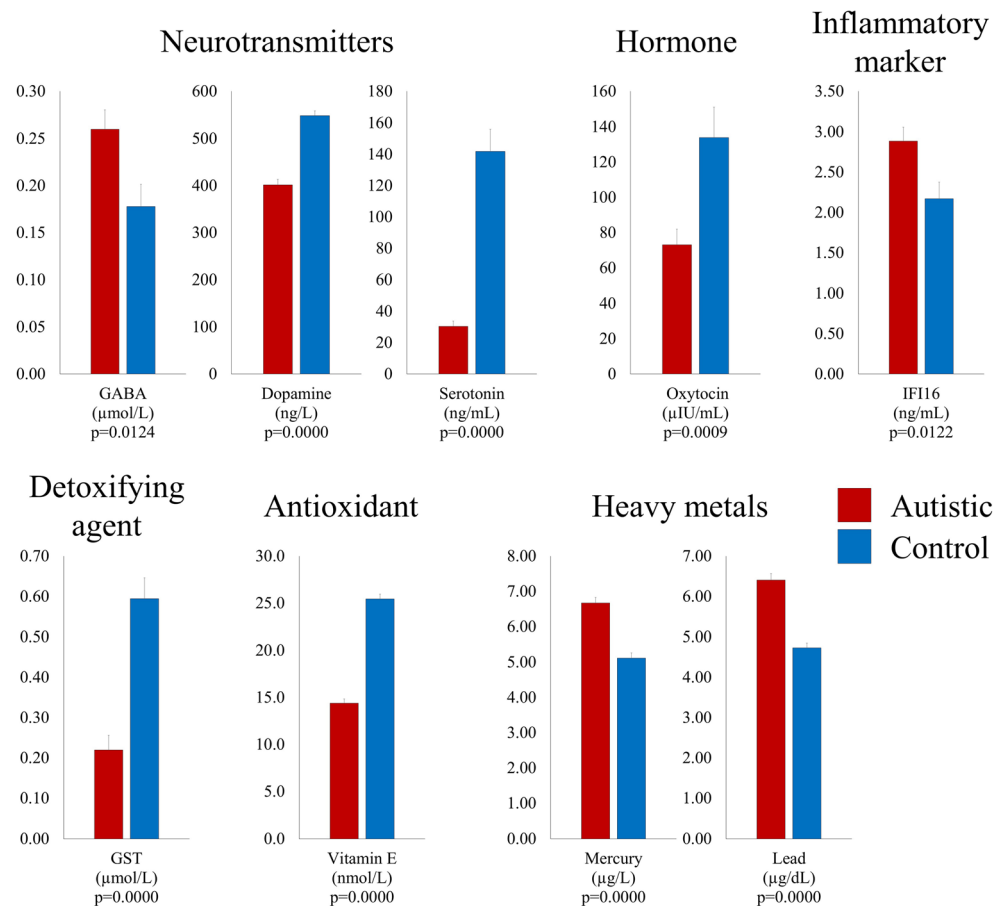 Neurotransmitters
Hormone
Inflammatory
marker
0.30
0.25
0.20
0.15
0.10
0.05
0.00
GABA
(µmol/L)
p=0.0124
600
500
400
300
200
100
0
Dopamine
(ng/L)
p=0.0000
180
160
140
120
100
80
60
40
20
0
Serotonin
(ng/mL)
p=0.0000
160
140
120
100
80
60
40
20
0
Oxytocin
(µIU/mL)
p=0.0009
3.50
3.00
2.50
2.00
1.50
1.00
0.50
0.00
IFI16
(ng/mL)
p=0.0122
Detoxifying
agent
Antioxidant
Heavy metals
Autistic
Control
0.70
0.60
0.50
0.40
0.30
0.20
0.10
0.00
GST
(µmol/L)
p=0.0000
30.0
25.0
20.0
15.0
10.0
5.0
0.0
Vitamin E
(nmol/L)
p=0.0000
8.00
7.00
6.00
5.00
4.00
3.00
2.00
1.00
0.00
Mercury
(µg/L)
p=0.0000
7.00
6.00
5.00
4.00
3.00
2.00
1.00
0.00
Lead
(µg/dL)
p=0.0000